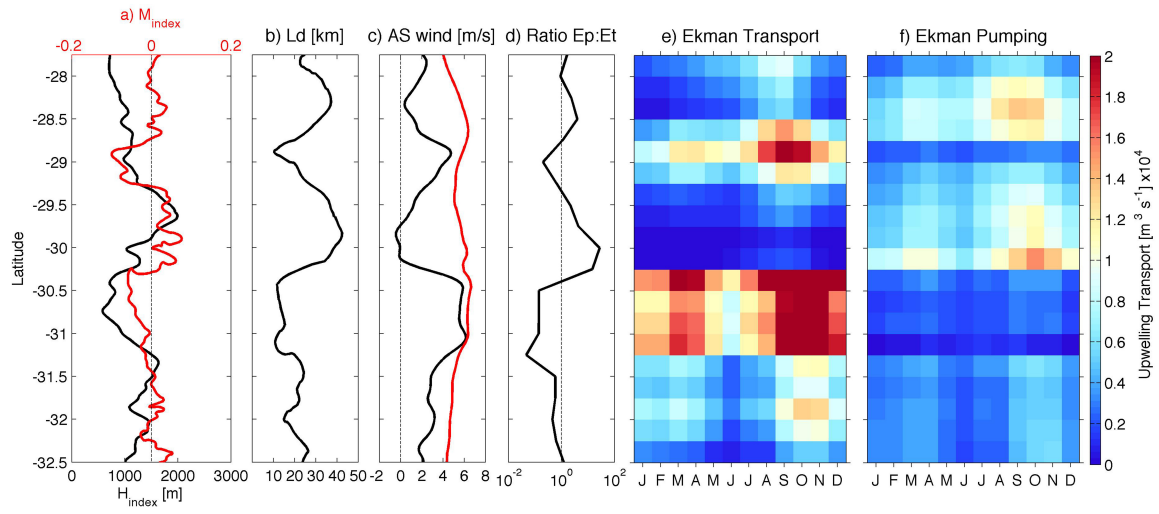 a) M_index
-0.2 0 0.2
b) Ld [km]
c) AS wind [m/s]
d) Ratio Ep:Et
e) Ekman Transport
f) Ekman Pumping
Latitude
-28
-28.5
-29
-29.5
-30
-30.5
-31
-31.5
-32
-32.5
0 1000 2000 3000
H_index [m]
10 20 30 40 50
-2 0 2 4 6 8
10^-2 10^0 10^2
J F M A M J J A S O N D
J F M A M J J A S O N D
2
1.8
1.6
1.4
1.2
1
0.8
0.6
0.4
0.2
0
Upwelling Transport [m^3 s^-1] x10^4